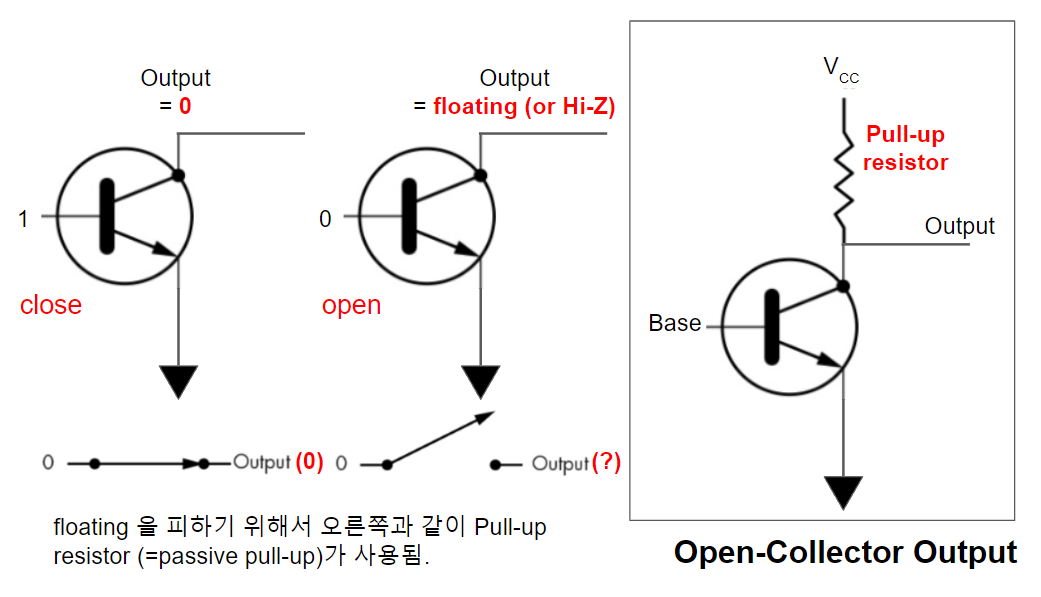 Output
= 0
1
close
0 Output (0)
Output
= floating (or Hi-Z)
0
open
0 Output (?)
floating 을 피하기 위해서 오른쪽과 같이 Pull-up
resistor (=passive pull-up)가 사용됨.
VCC
Pull-up
resistor
Output
Base
Open-Collector Output